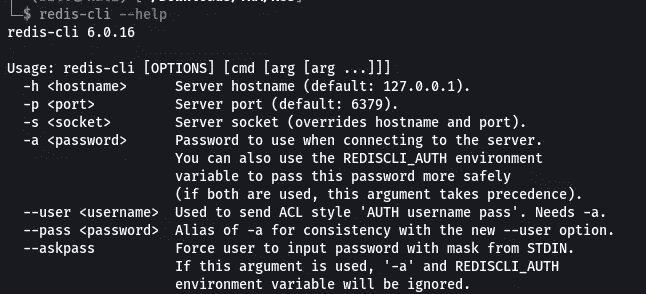 $ redis-cli --help
redis-cli 6.0.16
Usage: redis-cli [OPTIONS] [cmd [arg [arg ...]]]
-h <hostname>      Server hostname (default: 127.0.0.1).
-p <port>          Server port (default: 6379).
-s <socket>        Server socket (overrides hostname and port).
-a <password>      Password to use when connecting to the server.
You can also use the REDISCLI_AUTH environment
variable to pass this password more safely
(if both are used, this argument takes precedence).
--user <username>  Used to send ACL style 'AUTH username pass'. Needs -a.
--pass <password>  Alias of -a for consistency with the new --user option.
--askpass          Force user to input password with mask from STDIN.
If this argument is used, '-a' and REDISCLI_AUTH
environment variable will be ignored.